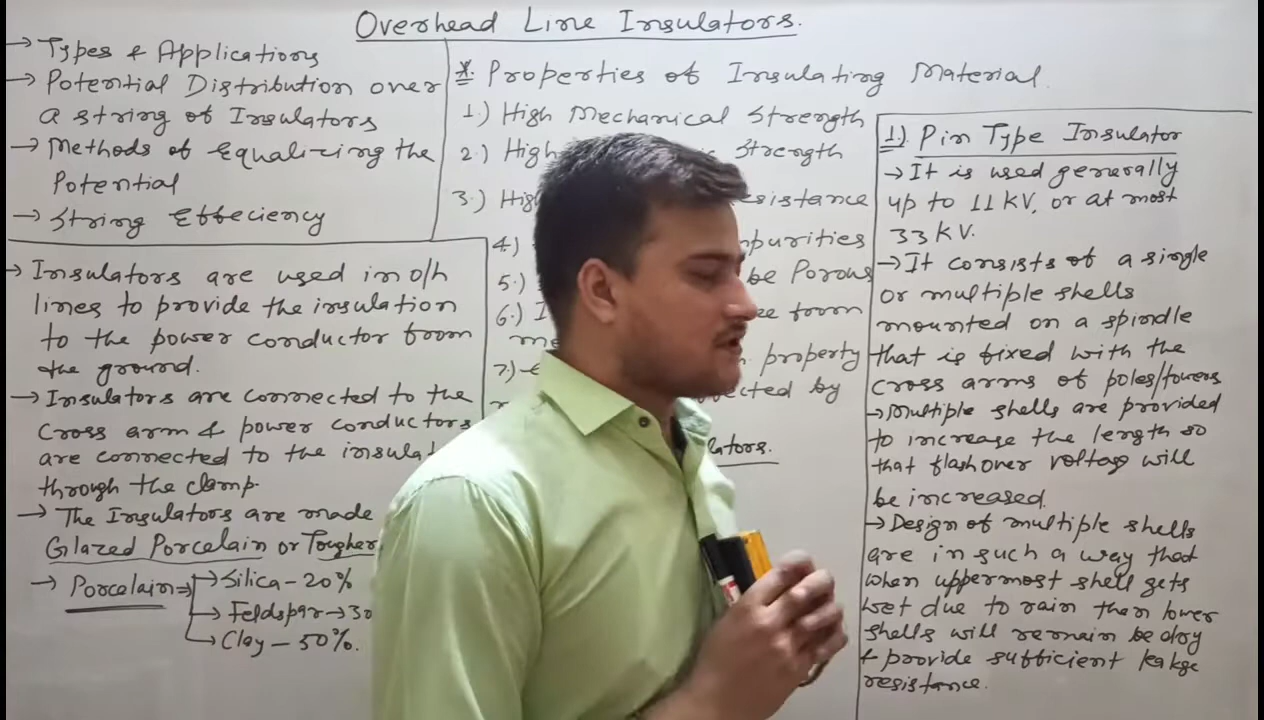 Overhead Line Insulators.
→ Types & Applications
→ Potential Distribution over
a string of Insulators
→ Methods of Equalizing the
Potential
→ String Effeciency
→ Insulators are used in o/h
lines to provide the insulation
to the power conductor from
the ground.
→ Insulators are connected to the
cross arm & power conductors
are connected to the
through the clamp.
→ The Insulators are made
Glazed Porcelain or Tougher
→ Porcelain ⇒ → Silica - 20%
→ Feldspar → 30
→ Clay - 50%.
* Properties of Insulating Material.
1.) High Mechanical Strength
2.) High Strength
3.)
4.)
5.) be Porous
6.) from
7.) property
by
1.) Pin Type Insulator
→ It is used generally
up to 11 KV, or at most
33 KV.
→ It consists of a single
or multiple shells
mounted on a spindle
that is fixed with the
cross arms of poles/towers
→ Multiple shells are provided
to increase the length so
that flashover voltage will
be increased.
→ Design of multiple shells
are in such a way that
when uppermost shell gets
wet due to rain then lower
shells will remain be dry
& provide sufficient leakge
resistance.